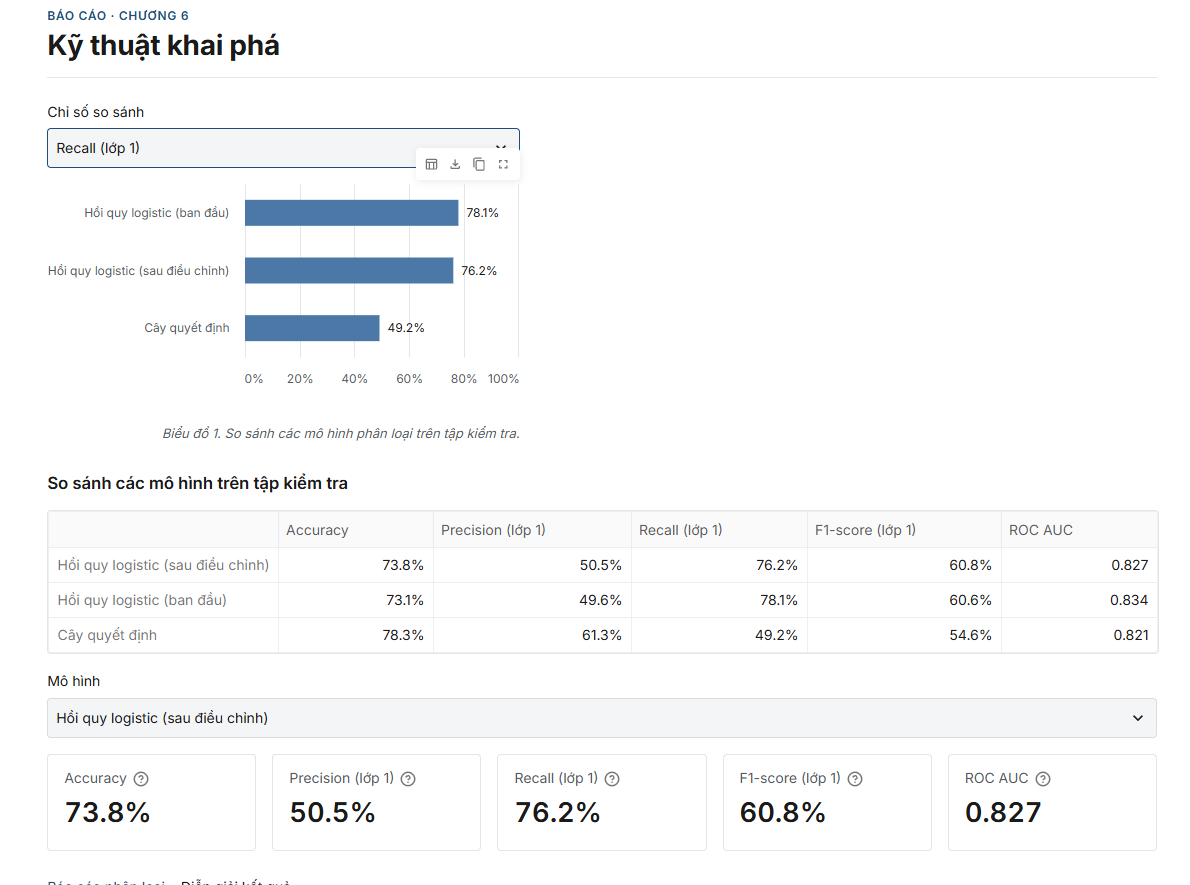 BÁO CÁO · CHƯƠNG 6
Kỹ thuật khai phá
Chỉ số so sánh
Recall (lớp 1)
Hồi quy logistic (ban đầu) 78.1%
Hồi quy logistic (sau điều chỉnh) 76.2%
Cây quyết định 49.2%
0% 20% 40% 60% 80% 100%
Biểu đồ 1. So sánh các mô hình phân loại trên tập kiểm tra.
So sánh các mô hình trên tập kiểm tra
Accuracy Precision (lớp 1) Recall (lớp 1) F1-score (lớp 1) ROC AUC
Hồi quy logistic (sau điều chỉnh) 73.8% 50.5% 76.2% 60.8% 0.827
Hồi quy logistic (ban đầu) 73.1% 49.6% 78.1% 60.6% 0.834
Cây quyết định 78.3% 61.3% 49.2% 54.6% 0.821
Mô hình
Hồi quy logistic (sau điều chỉnh)
Accuracy Precision (lớp 1) Recall (lớp 1) F1-score (lớp 1) ROC AUC
73.8% 50.5% 76.2% 60.8% 0.827